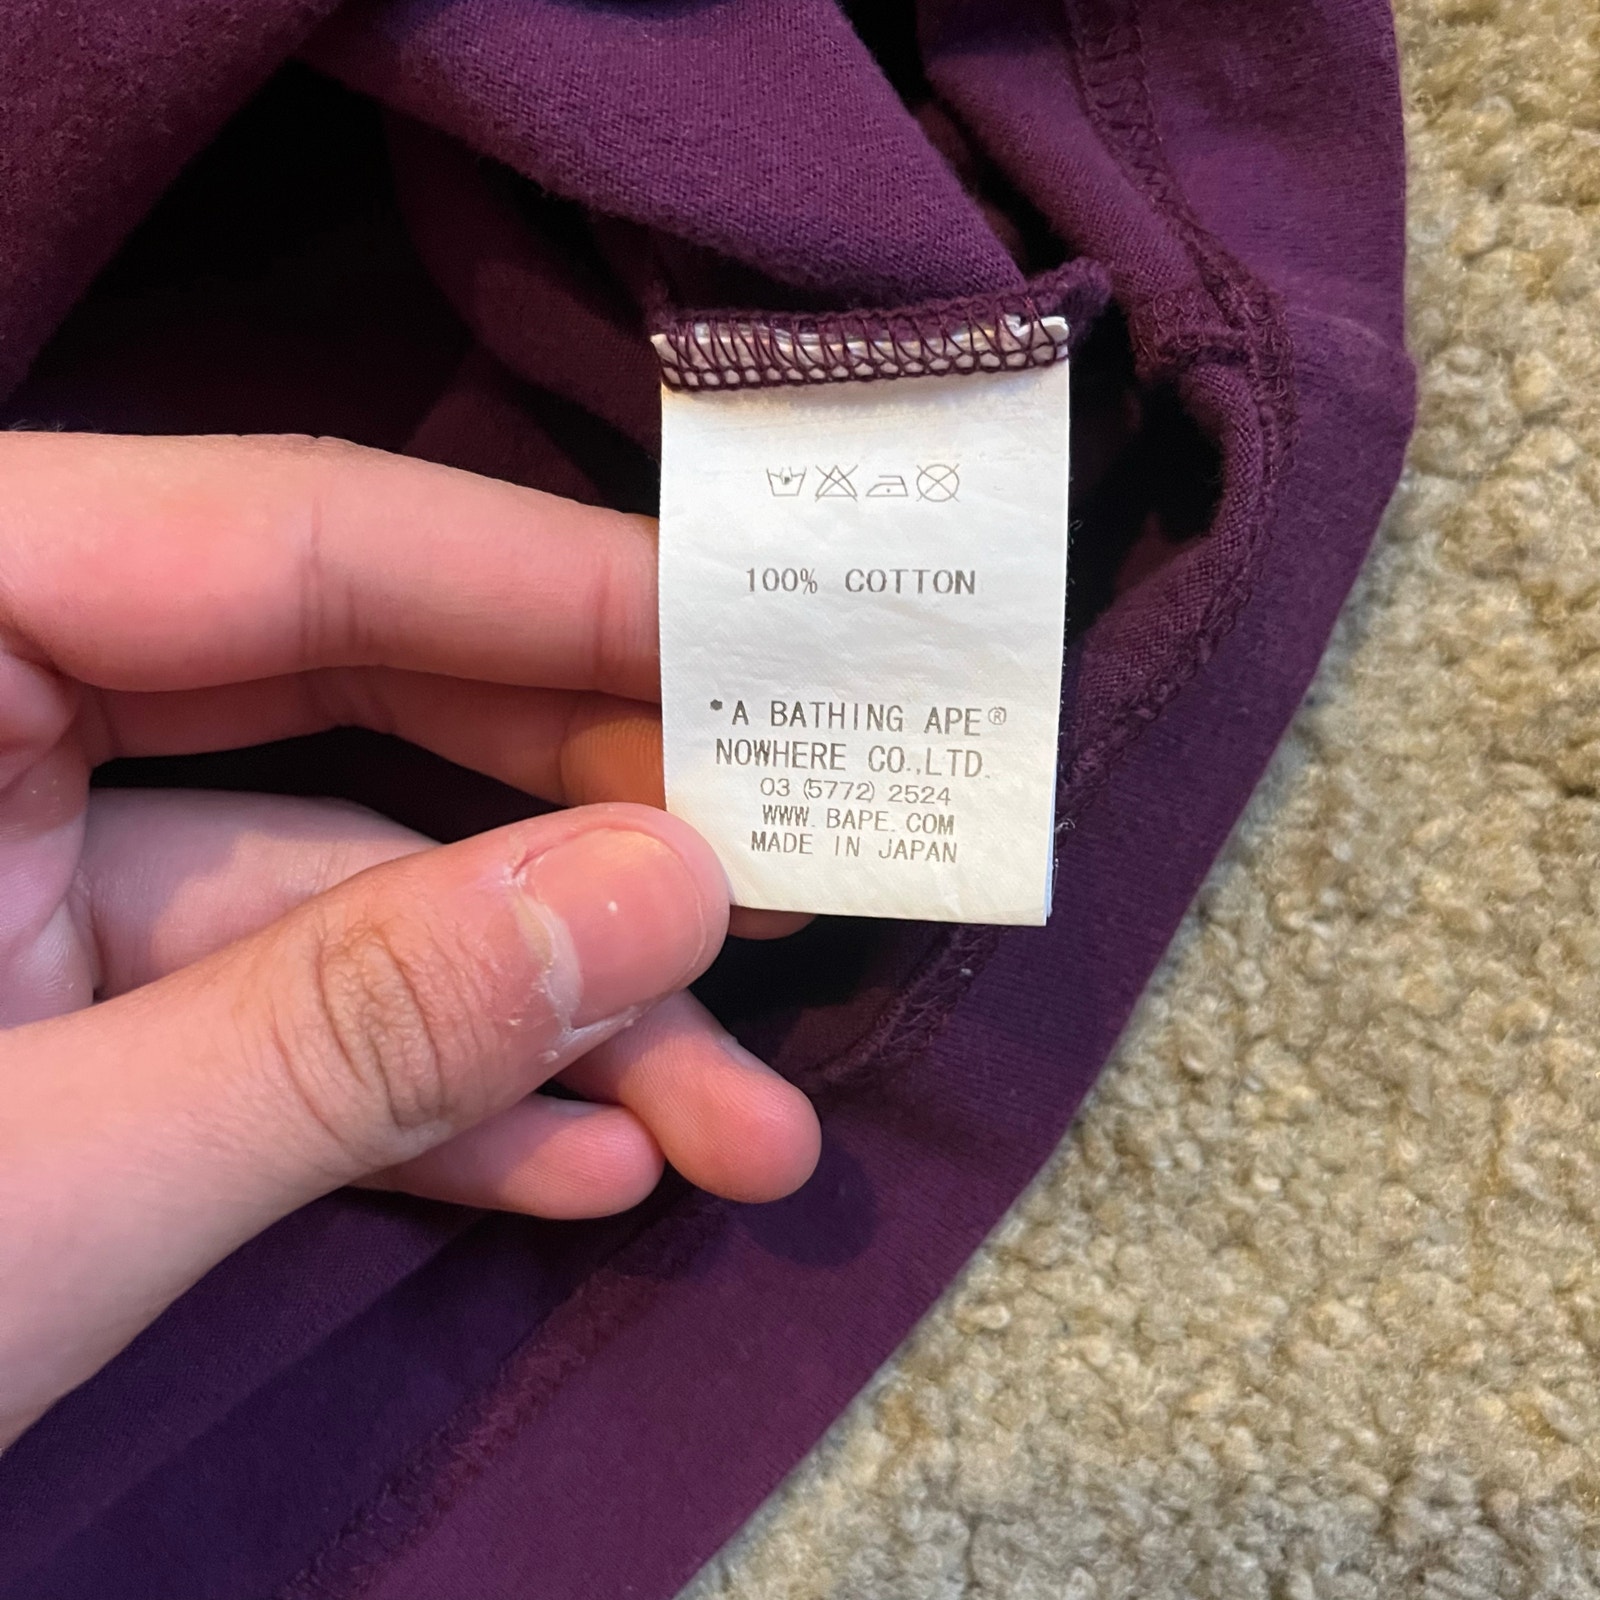 100% COTTON
*A BATHING APE®
NOWHERE CO.,LTD.
03 (5772) 2524
WWW. BAPE. COM
MADE IN JAPAN